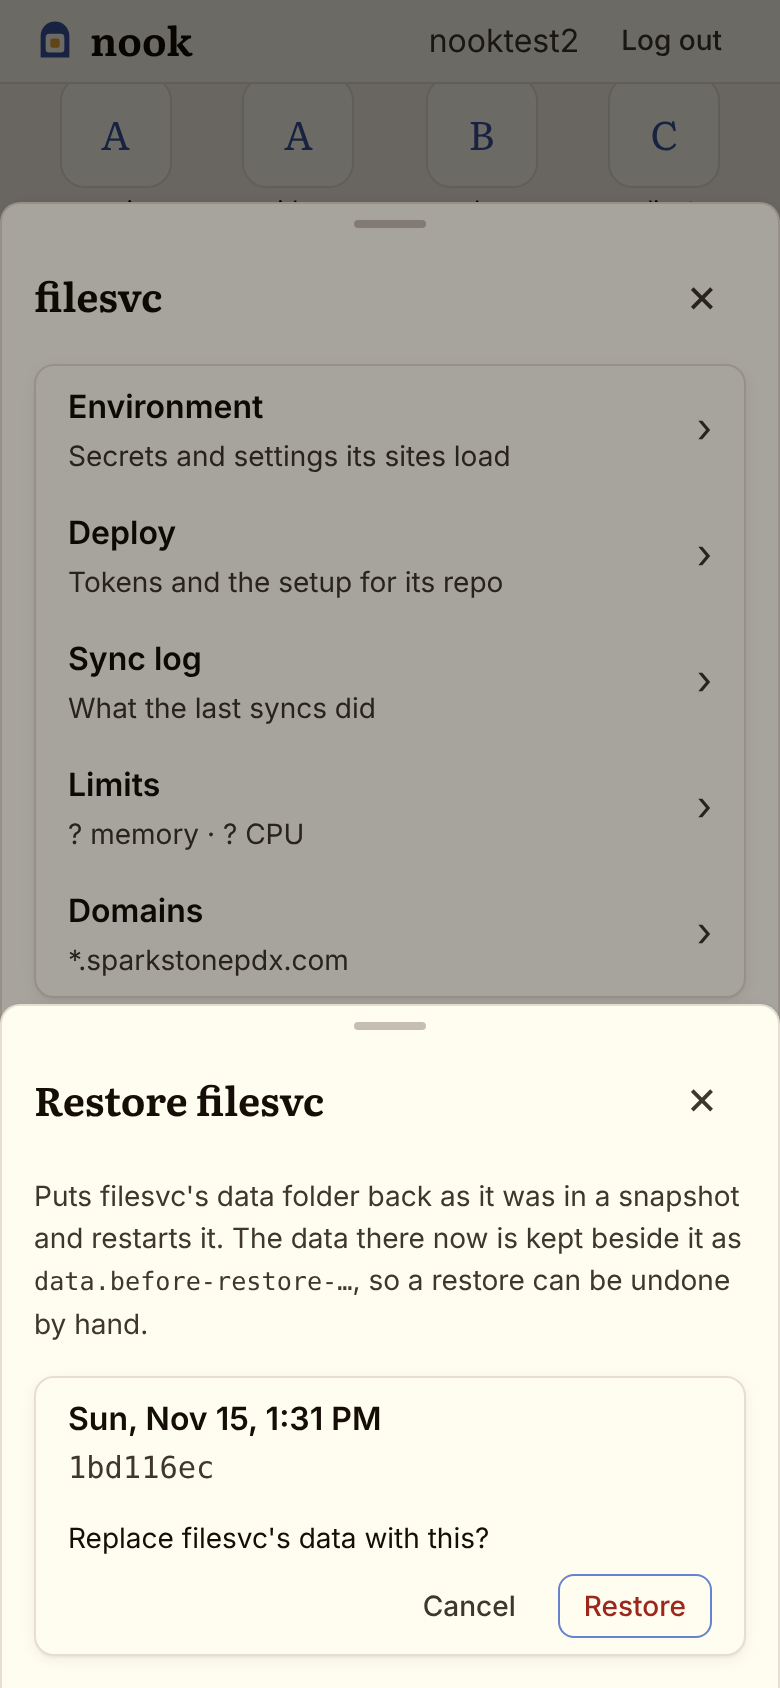 nook
nooktest2
Log out
A
A
B
C
filesvc
Environment
Secrets and settings its sites load
Deploy
Tokens and the setup for its repo
Sync log
What the last syncs did
Limits
? memory · ? CPU
Domains
*.sparkstonepdx.com
Restore filesvc
Puts filesvc's data folder back as it was in a snapshot
and restarts it. The data there now is kept beside it as
data.before-restore-…, so a restore can be undone
by hand.
Sun, Nov 15, 1:31 PM
1bd116ec
Replace filesvc's data with this?
Cancel
Restore